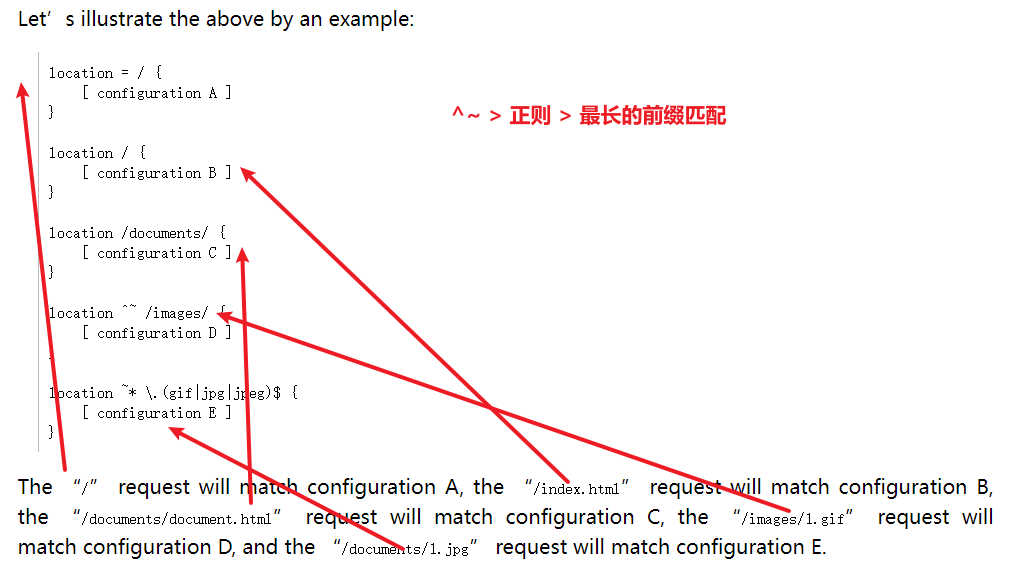 Let's illustrate the above by an example:
location = / {
[ configuration A ]
}
^~ > 正则 > 最长的前缀匹配
location / {
[ configuration B ]
}
location /documents/ {
[ configuration C ]
}
location ^~ /images/ {
[ configuration D ]
}
location ~* \.(gif|jpg|jpeg)$ {
[ configuration E ]
}
The “/” request will match configuration A, the “/index.html” request will match configuration B,
the “/documents/document.html” request will match configuration C, the “/images/1.gif” request will
match configuration D, and the “/documents/1.jpg” request will match configuration E.